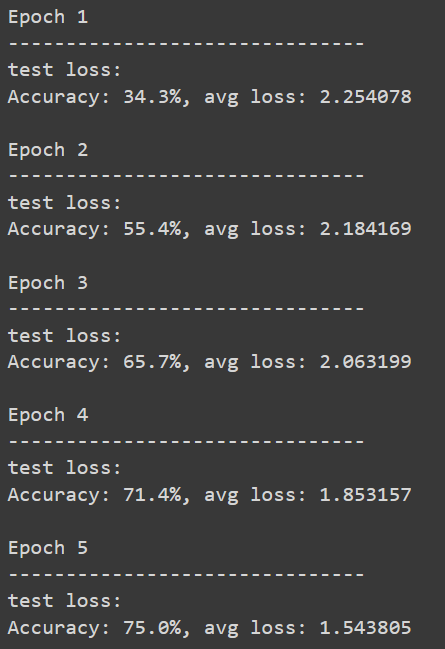 Epoch 1
-------------------------------
test loss:
Accuracy: 34.3%, avg loss: 2.254078
Epoch 2
-------------------------------
test loss:
Accuracy: 55.4%, avg loss: 2.184169
Epoch 3
-------------------------------
test loss:
Accuracy: 65.7%, avg loss: 2.063199
Epoch 4
-------------------------------
test loss:
Accuracy: 71.4%, avg loss: 1.853157
Epoch 5
-------------------------------
test loss:
Accuracy: 75.0%, avg loss: 1.543805